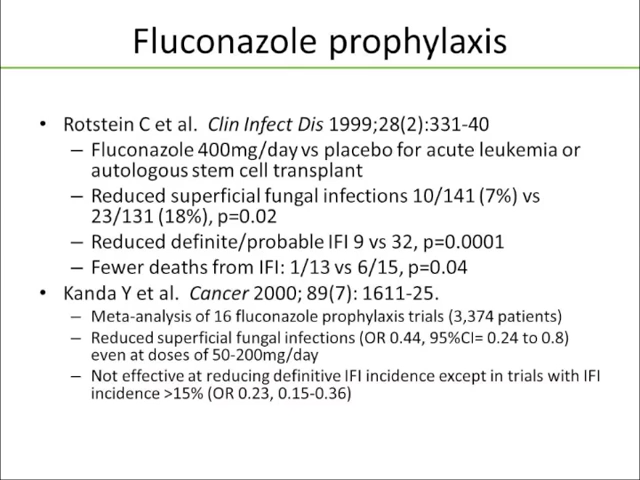 Fluconazole prophylaxis
• Rotstein C et al. Clin Infect Dis 1999;28(2):331-40
– Fluconazole 400mg/day vs placebo for acute leukemia or
autologous stem cell transplant
– Reduced superficial fungal infections 10/141 (7%) vs
23/131 (18%), p=0.02
– Reduced definite/probable IFI 9 vs 32, p=0.0001
– Fewer deaths from IFI: 1/13 vs 6/15, p=0.04
• Kanda Y et al. Cancer 2000; 89(7): 1611-25.
– Meta-analysis of 16 fluconazole prophylaxis trials (3,374 patients)
– Reduced superficial fungal infections (OR 0.44, 95%CI= 0.24 to 0.8)
even at doses of 50-200mg/day
– Not effective at reducing definitive IFI incidence except in trials with IFI
incidence >15% (OR 0.23, 0.15-0.36)